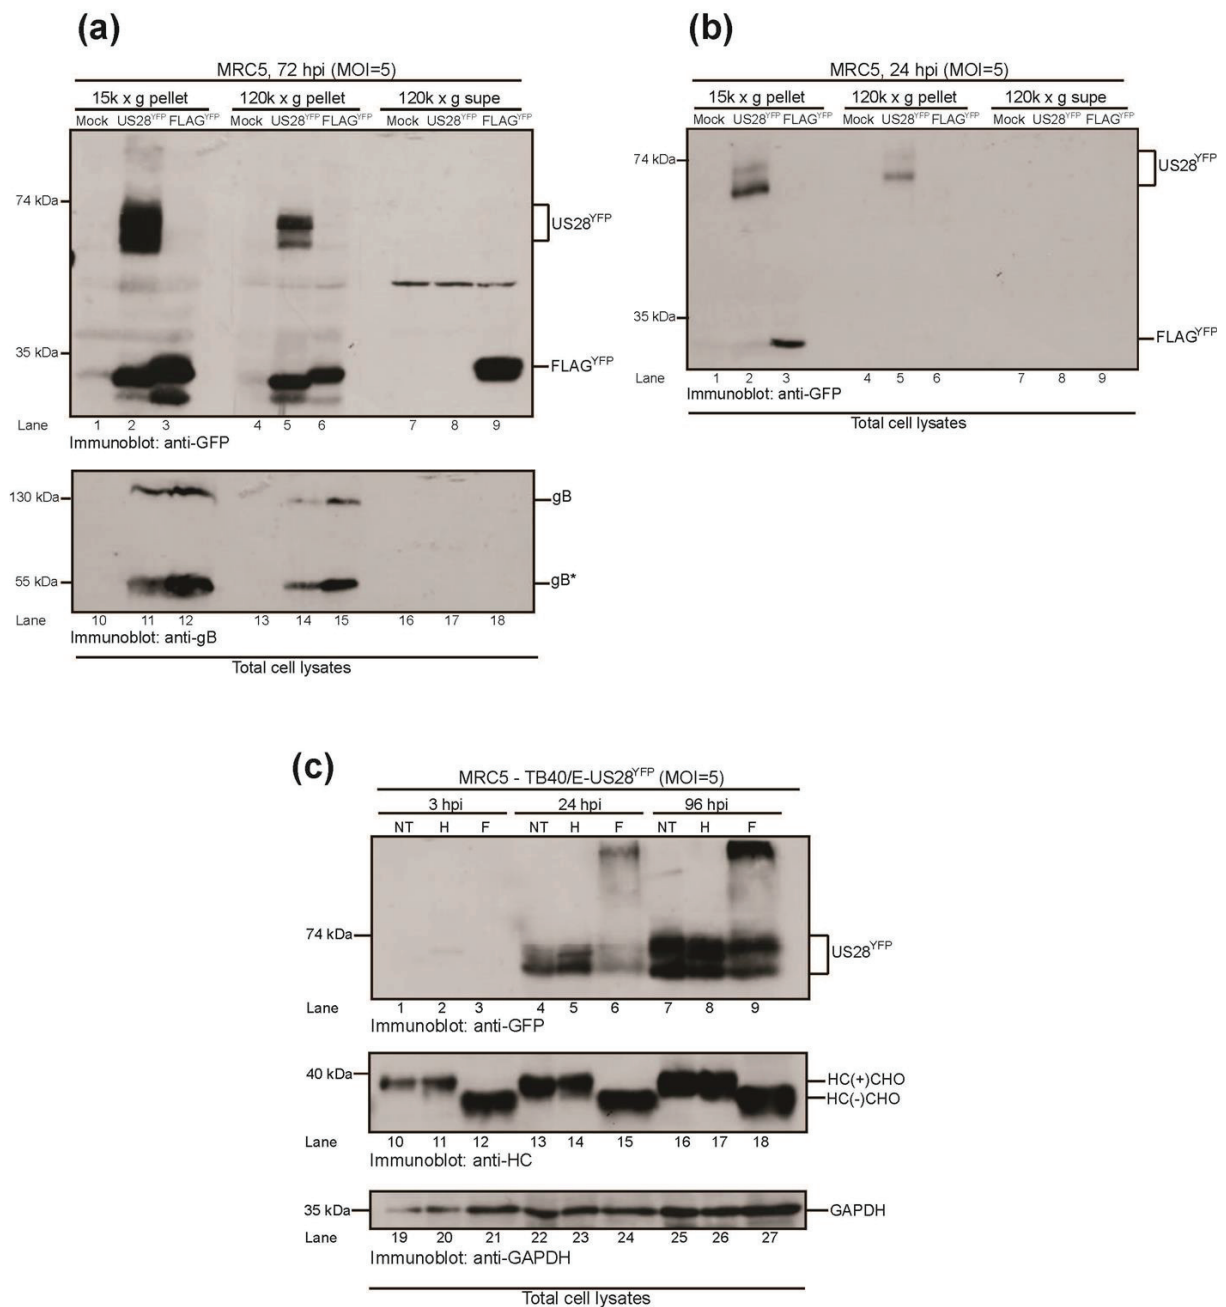 (a)
MRC5, 72 hpi (MOI=5)
15k x g pellet 120k x g pellet 120k x g supe
Mock US28YFP FLAGYFP Mock US28YFP FLAGYFP Mock US28YFP FLAGYFP
74 kDa
US28YFP
35 kDa
FLAGYFP
Lane 1 2 3 4 5 6 7 8 9
Immunoblot: anti-GFP
130 kDa gB
55 kDa gB*
Lane 10 11 12 13 14 15 16 17 18
Immunoblot: anti-gB
Total cell lysates
(b)
MRC5, 24 hpi (MOI=5)
15k x g pellet 120k x g pellet 120k x g supe
Mock US28YFP FLAGYFP Mock US28YFP FLAGYFP Mock US28YFP FLAGYFP
74 kDa US28YFP
35 kDa
FLAGYFP
Lane 1 2 3 4 5 6 7 8 9
Immunoblot: anti-GFP
Total cell lysates
(c)
MRC5 - TB40/E-US28YFP (MOI=5)
3 hpi 24 hpi 96 hpi
NT H F NT H F NT H F
74 kDa
US28YFP
Lane 1 2 3 4 5 6 7 8 9
Immunoblot: anti-GFP
40 kDa HC(+)CHO
HC(-)CHO
Lane 10 11 12 13 14 15 16 17 18
Immunoblot: anti-HC
35 kDa GAPDH
Lane 19 20 21 22 23 24 25 26 27
Immunoblot: anti-GAPDH
Total cell lysates